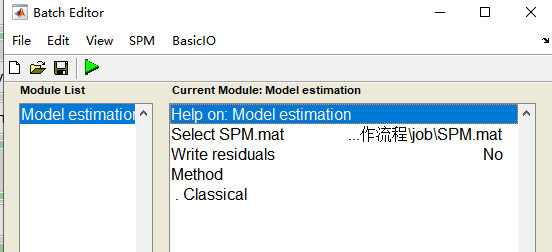 Batch Editor
File Edit View SPM BasicIO
Module List
Current Module: Model estimation
Model estimation
Help on: Model estimation
Select SPM.mat ...作流程\job\SPM.mat
Write residuals No
Method
. Classical